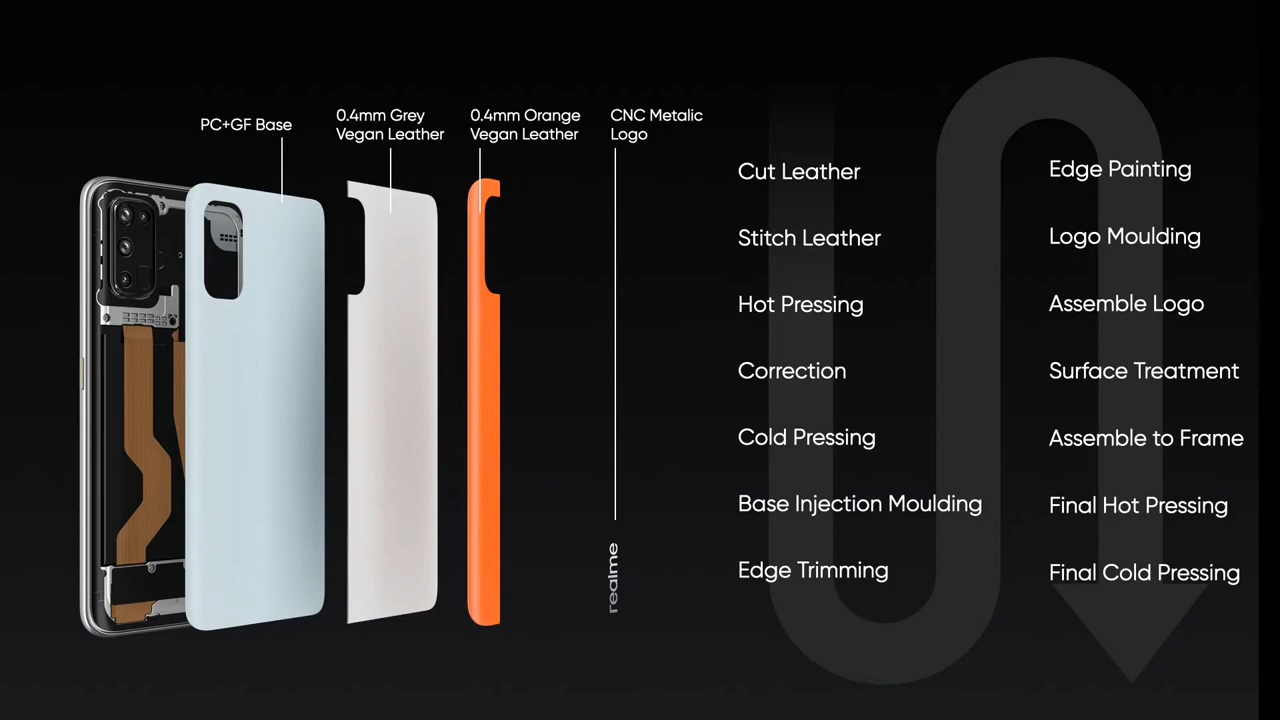 PC+GF Base
0.4mm Grey
Vegan Leather
0.4mm Orange
Vegan Leather
CNC Metalic
Logo
realme
Cut Leather
Stitch Leather
Hot Pressing
Correction
Cold Pressing
Base Injection Moulding
Edge Trimming
Edge Painting
Logo Moulding
Assemble Logo
Surface Treatment
Assemble to Frame
Final Hot Pressing
Final Cold Pressing